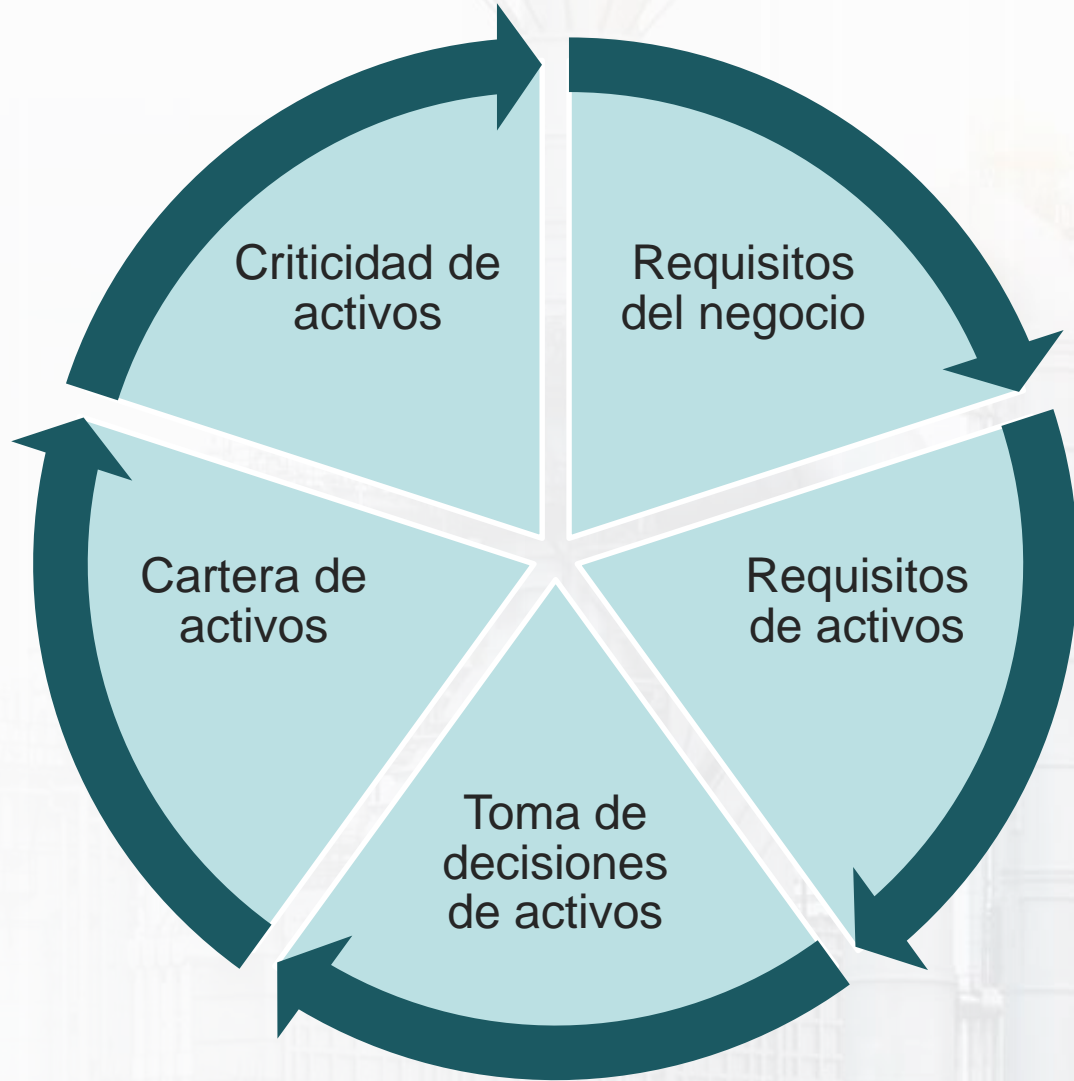 Criticidad de
activos
Requisitos
del negocio
Cartera de
activos
Requisitos
de activos
Toma de
decisiones
de activos